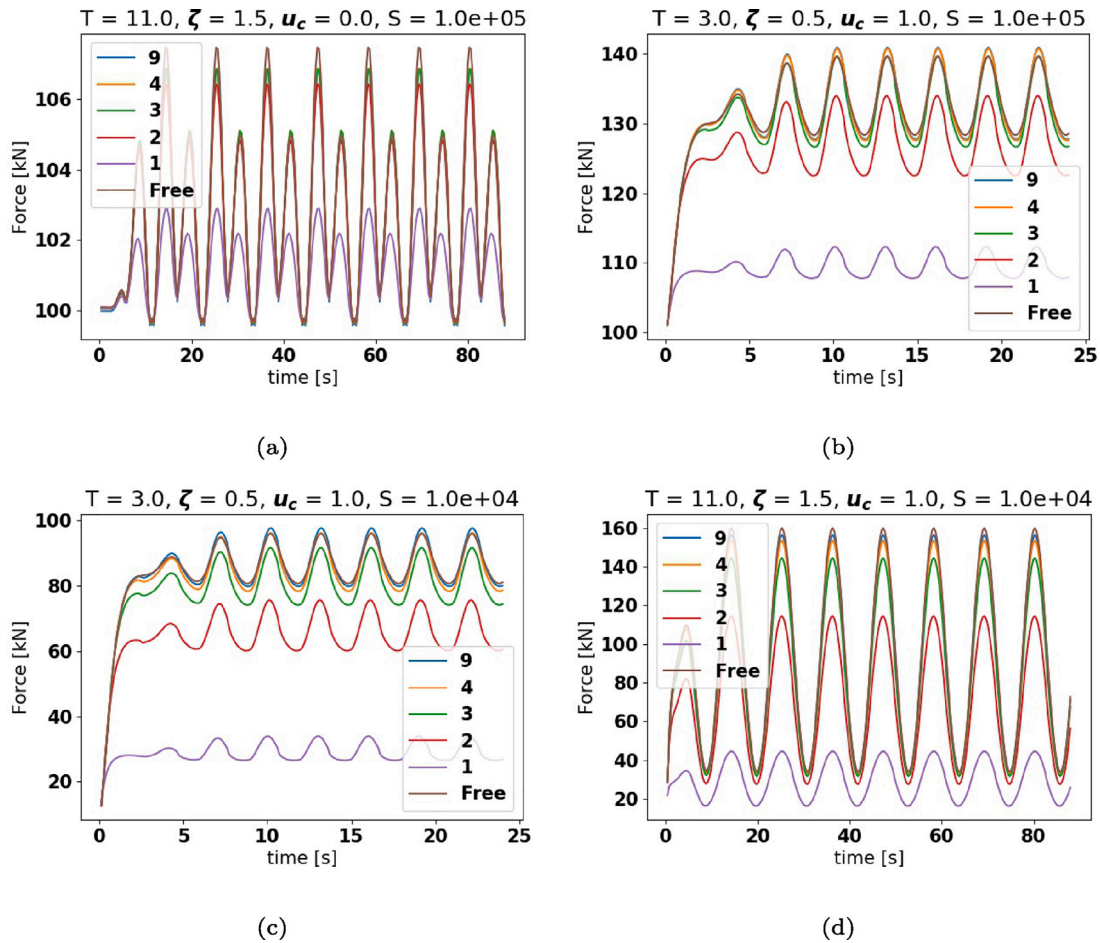 T = 11.0, ζ = 1.5, u_c = 0.0, S = 1.0e+05
Force [kN]
106
104
102
100
9
4
3
2
1
Free
0 20 40 60 80
time [s]
(a)
T = 3.0, ζ = 0.5, u_c = 1.0, S = 1.0e+05
Force [kN]
140
130
120
110
100
9
4
3
2
1
Free
0 5 10 15 20 25
time [s]
(b)
T = 3.0, ζ = 0.5, u_c = 1.0, S = 1.0e+04
Force [kN]
100
80
60
40
20
9
4
3
2
1
Free
0 5 10 15 20 25
time [s]
(c)
T = 11.0, ζ = 1.5, u_c = 1.0, S = 1.0e+04
Force [kN]
160
140
120
100
80
60
40
20
9
4
3
2
1
Free
0 20 40 60 80
time [s]
(d)